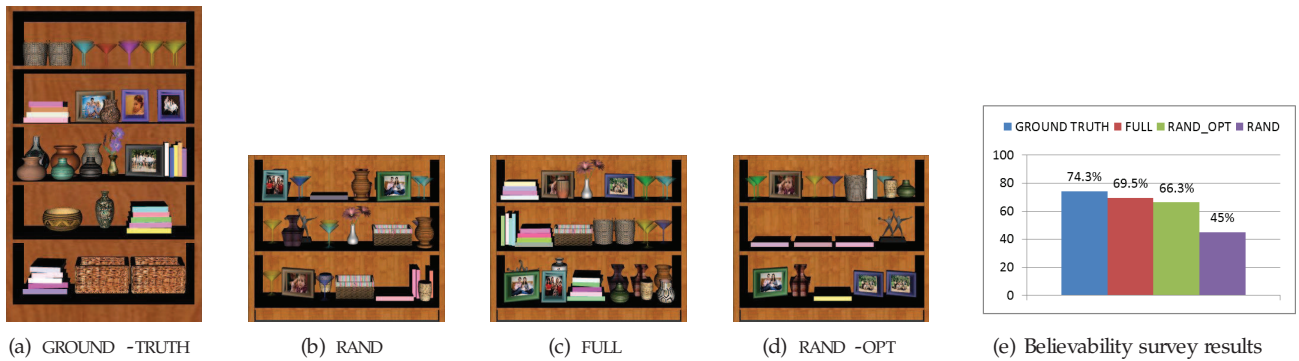 GROUND TRUTH FULL RAND_OPT RAND
100
80
60
40
20
0
74.3%
69.5%
66.3%
45%
(a) GROUND -TRUTH
(b) RAND
(c) FULL
(d) RAND -OPT
(e) Believability survey results